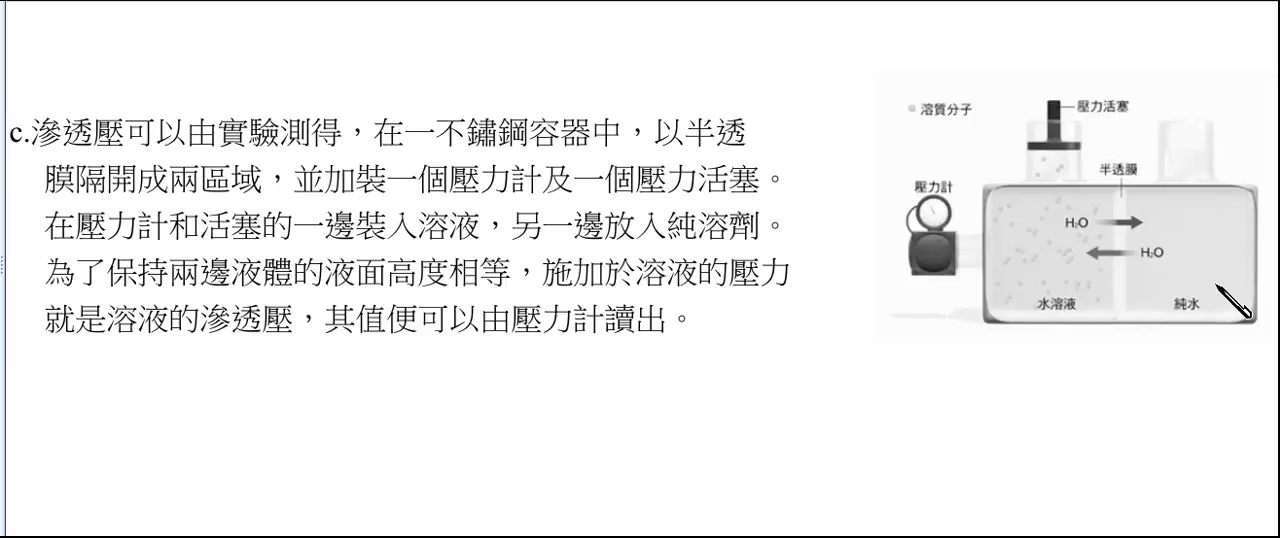 c.滲透壓可以由實驗測得，在一不鏽鋼容器中，以半透
膜隔開成兩區域，並加裝一個壓力計及一個壓力活塞。
在壓力計和活塞的一邊裝入溶液，另一邊放入純溶劑。
為了保持兩邊液體的液面高度相等，施加於溶液的壓力
就是溶液的滲透壓，其值便可以由壓力計讀出。
溶質分子
壓力活塞
半透膜
壓力計
H₂O
H₂O
水溶液
純水